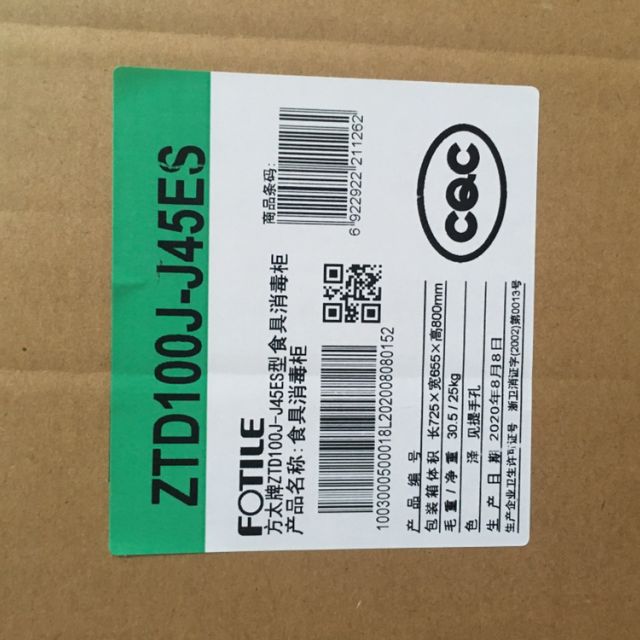 ZTD100J-J45ES
FOTILE
方太牌ZTD100J-J45ES型 食具消毒柜
产品名称:食具消毒柜
商品条码:
6 922922 211262
1003000500018L202008080152
CQC
产品编号
包装箱体积 长725×宽655×高800mm
毛重/净重 30.5/25kg
色泽 见提手孔
生产日期 2020年8月8日
生产企业卫生许可证号 浙卫消证字(2002)第0013号